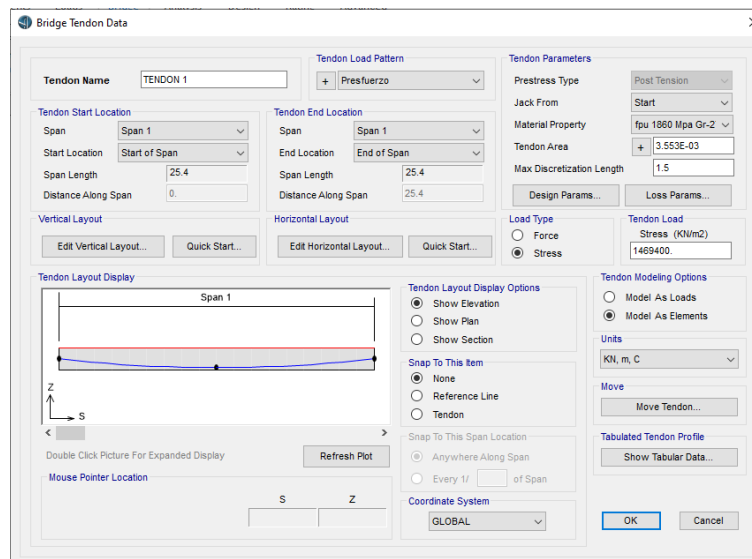 Bridge Tendon Data
Tendon Name
TENDON 1
Tendon Load Pattern
+ Presfuerzo
Tendon Parameters
Prestress Type Post Tension
Jack From Start
Material Property fpu 1860 Mpa Gr-2
Tendon Area + 3.553E-03
Max Discretization Length 1.5
Design Params... Loss Params...
Tendon Start Location
Span Span 1
Start Location Start of Span
Span Length 25.4
Distance Along Span 0.
Tendon End Location
Span Span 1
End Location End of Span
Span Length 25.4
Distance Along Span 25.4
Vertical Layout
Edit Vertical Layout... Quick Start...
Horizontal Layout
Edit Horizontal Layout... Quick Start...
Load Type
Force
Stress
Tendon Load
Stress (KN/m2)
1469400.
Tendon Layout Display
Span 1
Z
S
Double Click Picture For Expanded Display
Refresh Plot
Mouse Pointer Location
S Z
Tendon Layout Display Options
Show Elevation
Show Plan
Show Section
Snap To This Item
None
Reference Line
Tendon
Snap To This Span Location
Anywhere Along Span
Every 1/ of Span
Coordinate System
GLOBAL
Tendon Modeling Options
Model As Loads
Model As Elements
Units
KN, m, C
Move
Move Tendon...
Tabulated Tendon Profile
Show Tabular Data...
OK Cancel